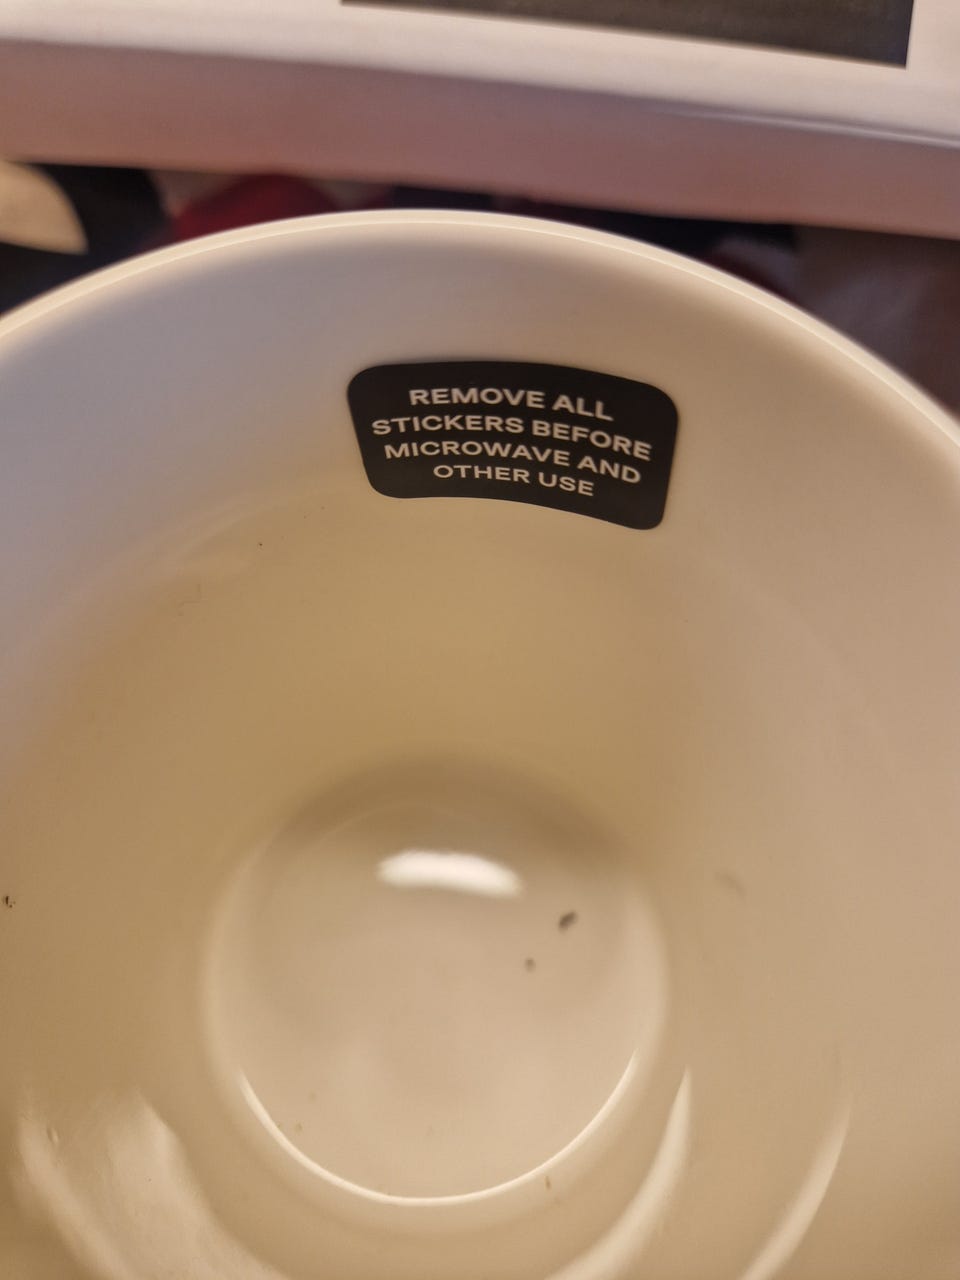 REMOVE ALL
STICKERS BEFORE
MICROWAVE AND
OTHER USE